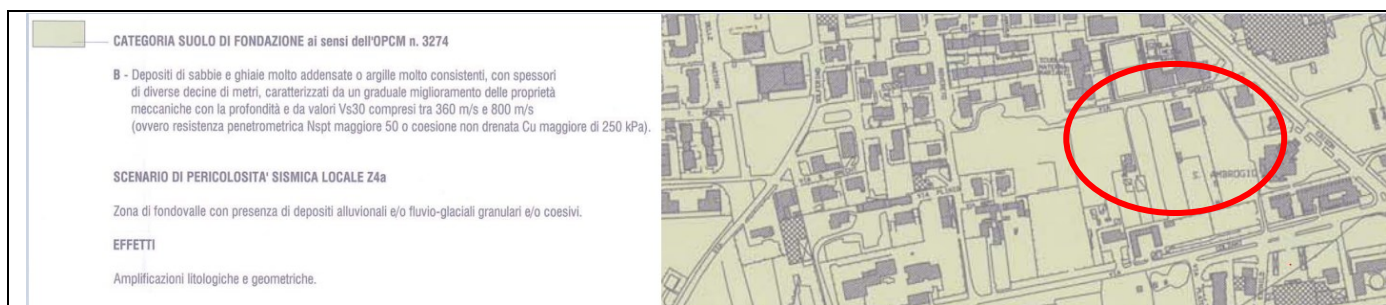 CATEGORIA SUOLO DI FONDAZIONE ai sensi dell'OPCM n. 3274
B - Depositi di sabbie e ghiaie molto addensate o argille molto consistenti, con spessori
di diverse decine di metri, caratterizzati da un graduale miglioramento delle proprietà
meccaniche con la profondità e da valori Vs30 compresi tra 360 m/s e 800 m/s
(ovvero resistenza penetrometrica Nspt maggiore 50 o coesione non drenata Cu maggiore di 250 kPa).
SCENARIO DI PERICOLOSITA' SISMICA LOCALE Z4a
Zona di fondovalle con presenza di depositi alluvionali e/o fluvio-glaciali granulari e/o coesivi.
EFFETTI
Amplificazioni litologiche e geometriche.
SCUOLA
MATERNA
S. AMBROGIO
VIA